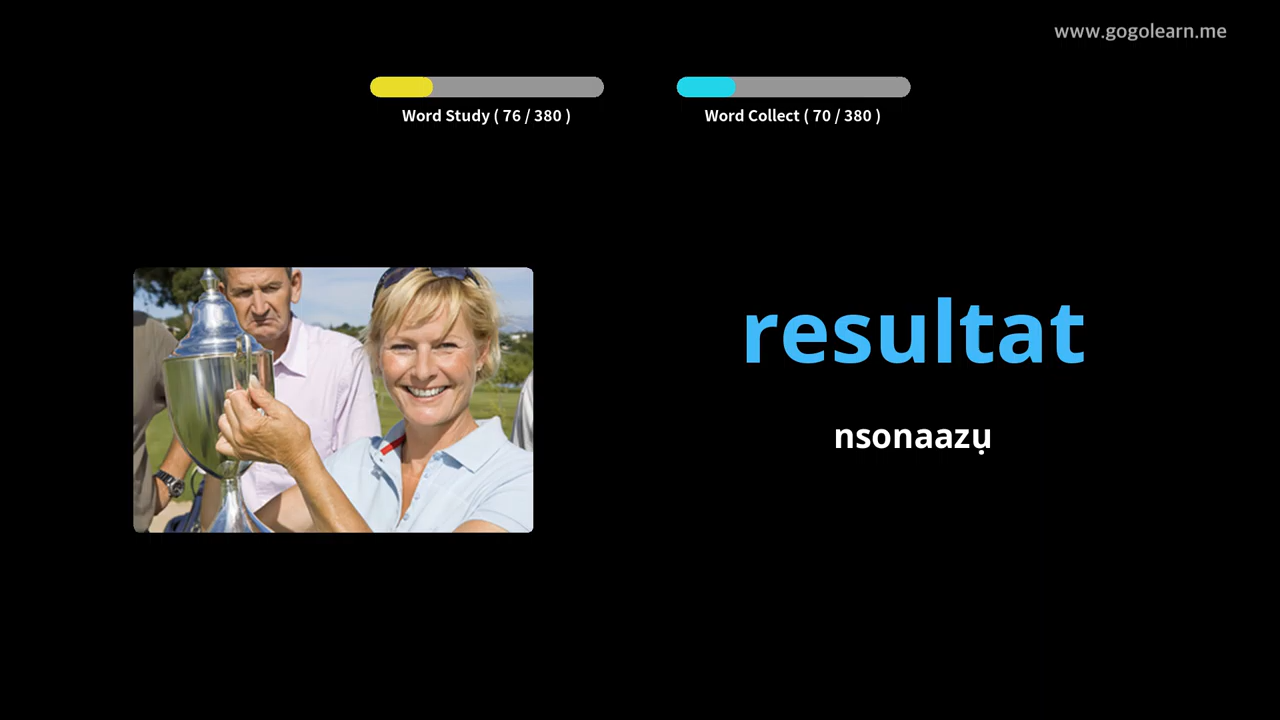 www.gogolearn.me
Word Study ( 76 / 380 )
Word Collect ( 70 / 380 )
resultat
nsonaazụ